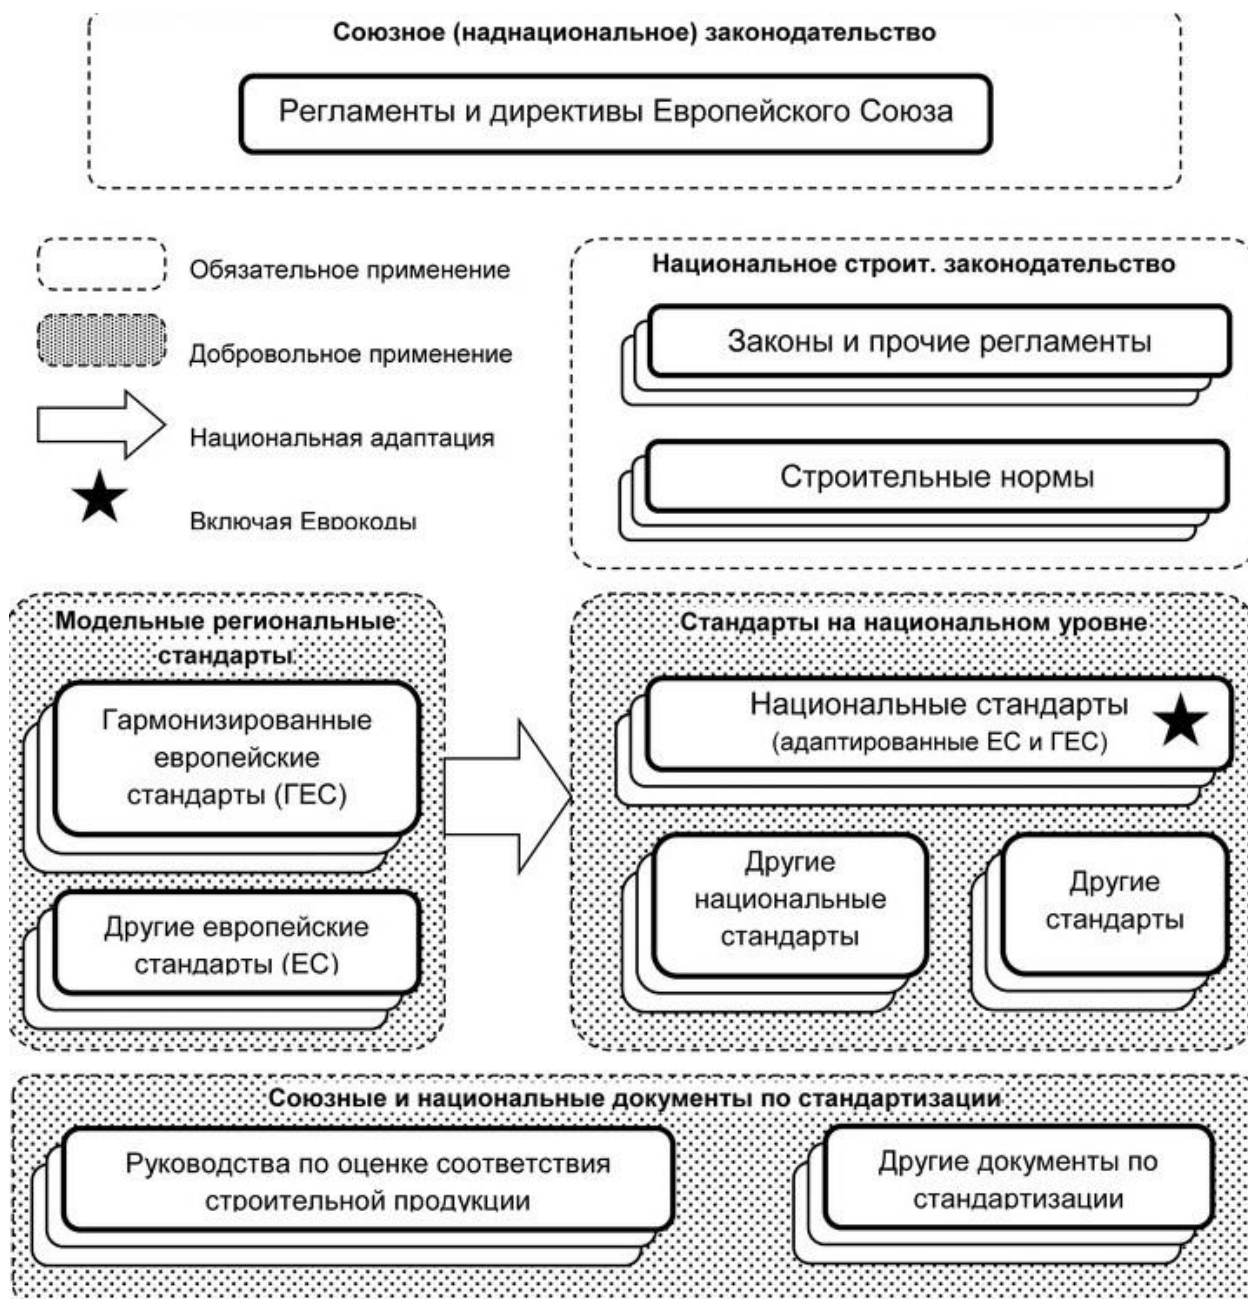 Союзное (наднациональное) законодательство
Регламенты и директивы Европейского Союза
Обязательное применение
Добровольное применение
Национальная адаптация
Включая Еврокоды
Национальное строит. законодательство
Законы и прочие регламенты
Строительные нормы
Модельные региональные
стандарты
Гармонизированные
европейские
стандарты (ГЕС)
Другие европейские
стандарты (ЕС)
Стандарты на национальном уровне
Национальные стандарты
(адаптированные ЕС и ГЕС)
Другие
национальные
стандарты
Другие
стандарты
Союзные и национальные документы по стандартизации
Руководства по оценке соответствия
строительной продукции
Другие документы по
стандартизации